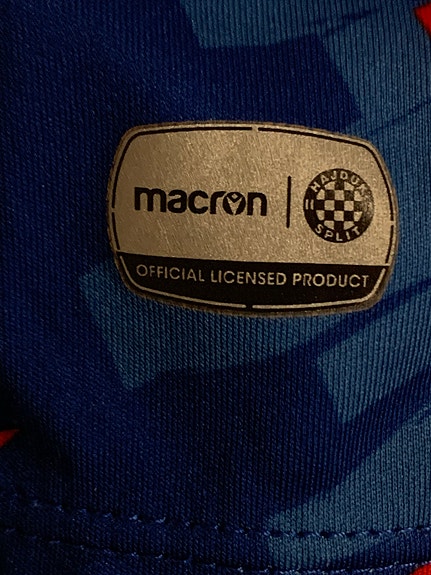 macron
HAJDUK
SPLIT
OFFICIAL LICENSED PRODUCT